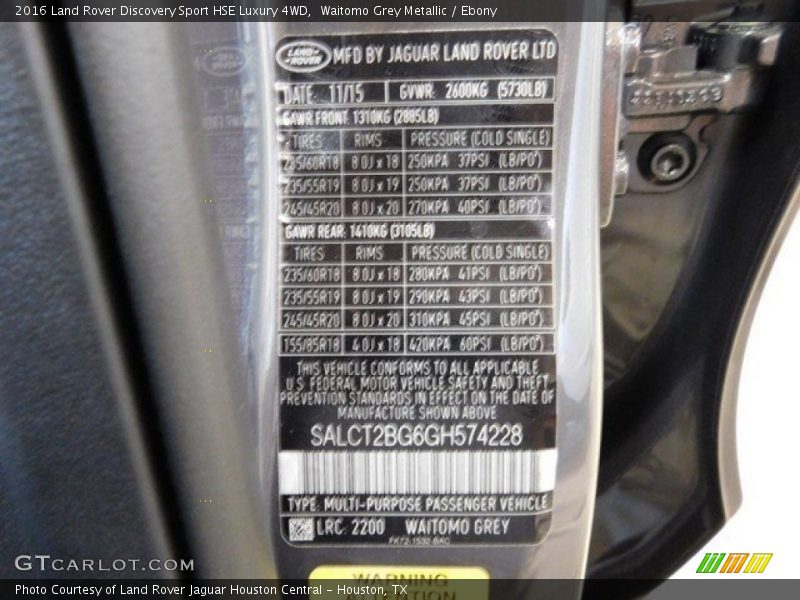 2016 Land Rover Discovery Sport HSE Luxury 4WD, Waitomo Grey Metallic / Ebony
LAND-ROVER MFD BY JAGUAR LAND ROVER LTD
DATE: 11/15 GVWR: 2600KG (5730LB)
GAWR FRONT: 1310KG (2885LB)
TIRES RIMS PRESSURE (COLD SINGLE)
235/60R18 8.0J x 18 250KPA 37PSI (LB/PO²)
235/55R19 8.0J x 19 250KPA 37PSI (LB/PO²)
245/45R20 8.0J x 20 270KPA 40PSI (LB/PO²)
GAWR REAR: 1410KG (3105LB)
TIRES RIMS PRESSURE (COLD SINGLE)
235/60R18 8.0J x 18 280KPA 41PSI (LB/PO²)
235/55R19 8.0J x 19 290KPA 43PSI (LB/PO²)
245/45R20 8.0J x 20 310KPA 45PSI (LB/PO²)
155/85R18 4.0J x 18 420KPA 60PSI (LB/PO²)
THIS VEHICLE CONFORMS TO ALL APPLICABLE
U.S FEDERAL MOTOR VEHICLE SAFETY AND THEFT
PREVENTION STANDARDS IN EFFECT ON THE DATE OF
MANUFACTURE SHOWN ABOVE
SALCT2BG6GH574228
TYPE: MULTI-PURPOSE PASSENGER VEHICLE
LRC: 2200 WAITOMO GREY
FK72-1532-BAC
WARNING
ATTENTION
GTCARLOT.COM
Photo Courtesy of Land Rover Jaguar Houston Central - Houston, TX